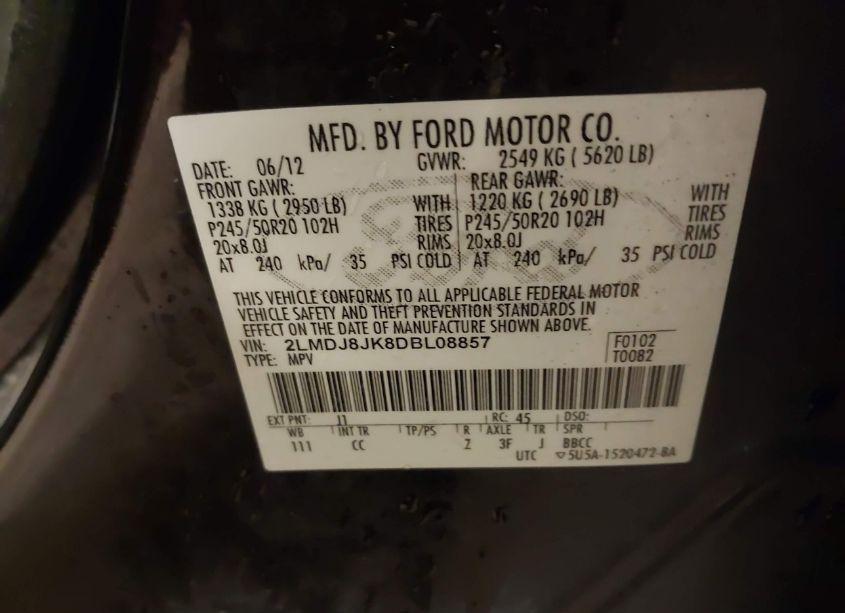 MFD. BY FORD MOTOR CO.
DATE: 06/12 GVWR: 2549 KG ( 5620 LB)
FRONT GAWR: REAR GAWR:
1338 KG ( 2950 LB) WITH 1220 KG ( 2690 LB) WITH
P245/50R20 102H TIRES P245/50R20 102H TIRES
20x8.0J RIMS 20x8.0J RIMS
AT 240 kPa/ 35 PSI COLD AT 240 kPa/ 35 PSI COLD
THIS VEHICLE CONFORMS TO ALL APPLICABLE FEDERAL MOTOR
VEHICLE SAFETY AND THEFT PREVENTION STANDARDS IN
EFFECT ON THE DATE OF MANUFACTURE SHOWN ABOVE.
VIN: 2LMDJ8JK8DBL08857 F0102
TYPE: MPV T0082
EXT PNT: J1 RC: 45 DSO:
WB INT TR TP/PS R AXLE TR SPR
111 CC Z 3F J BBCC
UTC ▽5U5A-1520472-BA
Ford